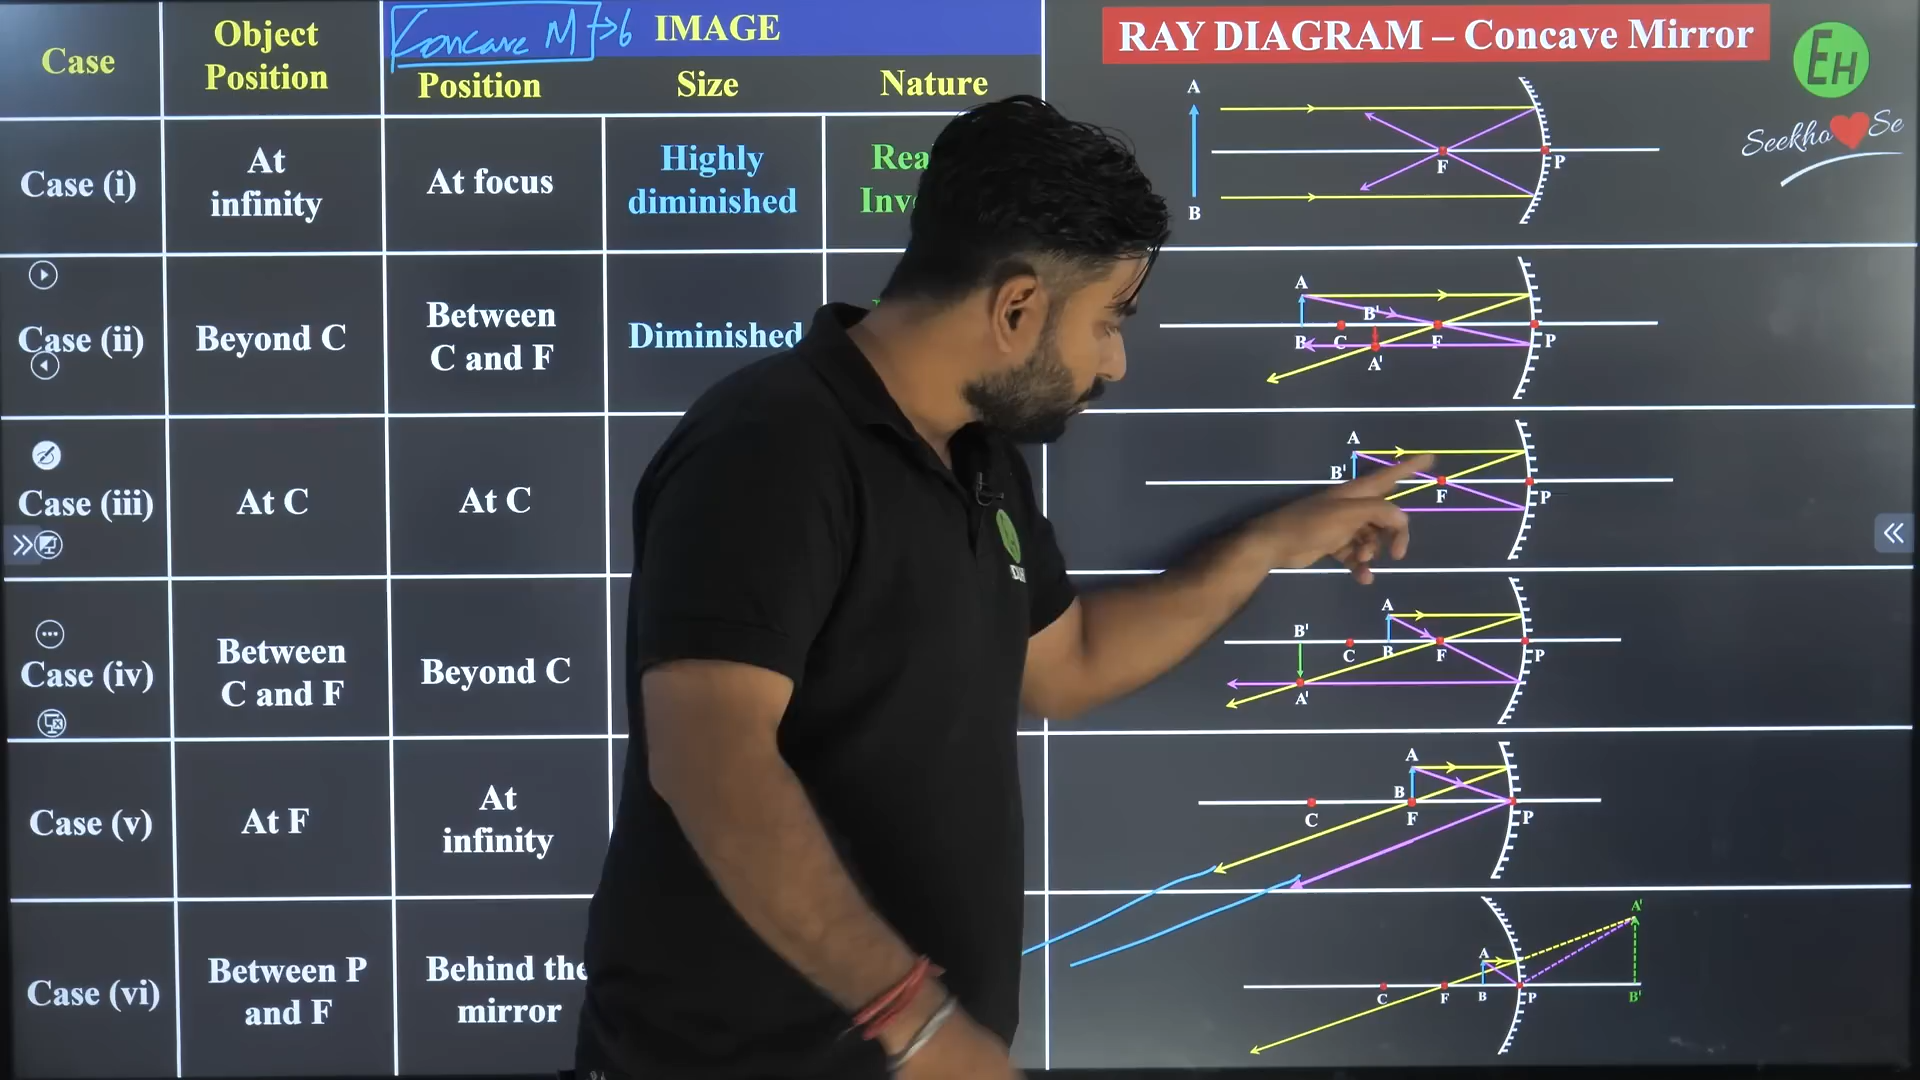 Case
Object
Position
Concave M → 6
IMAGE
Position
Size
Nature
Case (i)
At
infinity
At focus
Highly
diminished
Case (ii)
Beyond C
Between
C and F
Diminished
Case (iii)
At C
At C
Case (iv)
Between
C and F
Beyond C
Case (v)
At F
At
infinity
Case (vi)
Between P
and F
Behind the
mirror
RAY DIAGRAM – Concave Mirror
EH
Seekho Se
A
B
F
P
A
B'
B
C
A'
F
P
A
B'
F
P
A
B'
C
B
F
P
A'
A
B
C
F
P
A'
A
C
F
B
P
B'